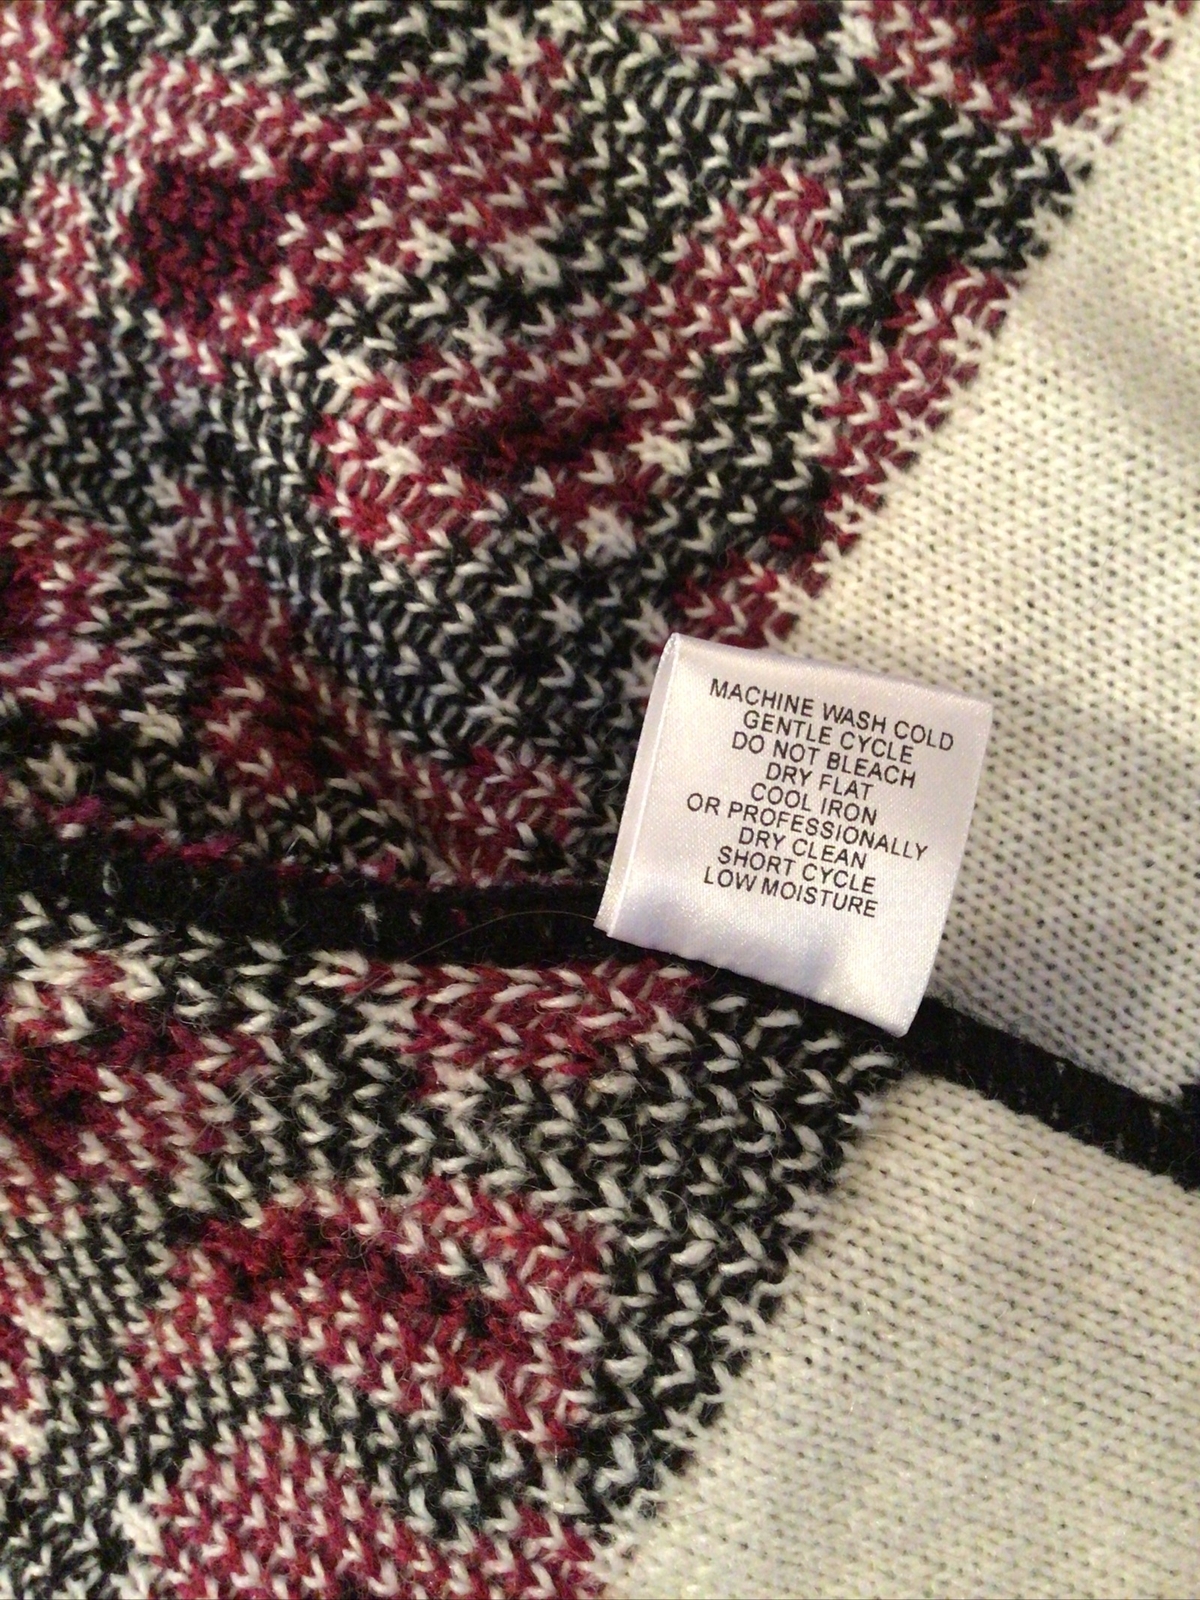 MACHINE WASH COLD
GENTLE CYCLE
DO NOT BLEACH
DRY FLAT
COOL IRON
OR PROFESSIONALLY
DRY CLEAN
SHORT CYCLE
LOW MOISTURE